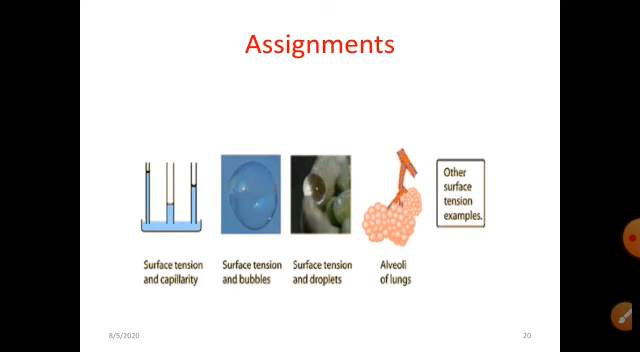 Assignments
Other
surface
tension
examples.
Surface tension
and capillarity
Surface tension
and bubbles
Surface tension
and droplets
Alveoli
of lungs
8/5/2020
20